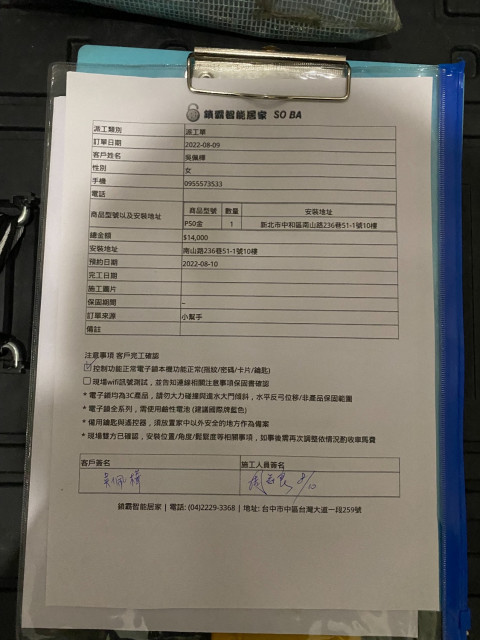 鎖霸智能居家 SO BA
派工類別 派工單
訂單日期 2022-08-09
客戶姓名 吳佩樺
性別 女
手機 0955573533
電話
商品型號以及安裝地址 商品型號 數量 安裝地址
P50金 1 新北市中和區南山路236巷51-1號10樓
總金額 $14,000
安裝地址 南山路236巷51-1號10樓
預約日期 2022-08-10
完工日期
施工圖片
保固期間 –
訂單來源 小幫手
備註
注意事項 客戶完工確認
控制功能正常電子鎖本機功能正常(指紋/密碼/卡片/鑰匙)
現場wifi訊號測試，並告知連線相關注意事項保固書確認
* 電子鎖均為3C產品，請勿大力碰撞與潑水大門傾斜，水平反弓位移/非產品保固範圍
* 電子鎖全系列，需使用鹼性電池 (建議國際牌藍色)
* 備用鑰匙與遙控器，須放置家中以外安全的地方作為備案
* 現場雙方已確認，安裝位置/角度/鬆緊度等相關事項，如事後需再次調整依情況酌收車馬費
客戶簽名 施工人員簽名
吳佩樺 8/10
鎖霸智能居家 | 電話: (04)2229-3368 | 地址: 台中市中區台灣大道一段259號